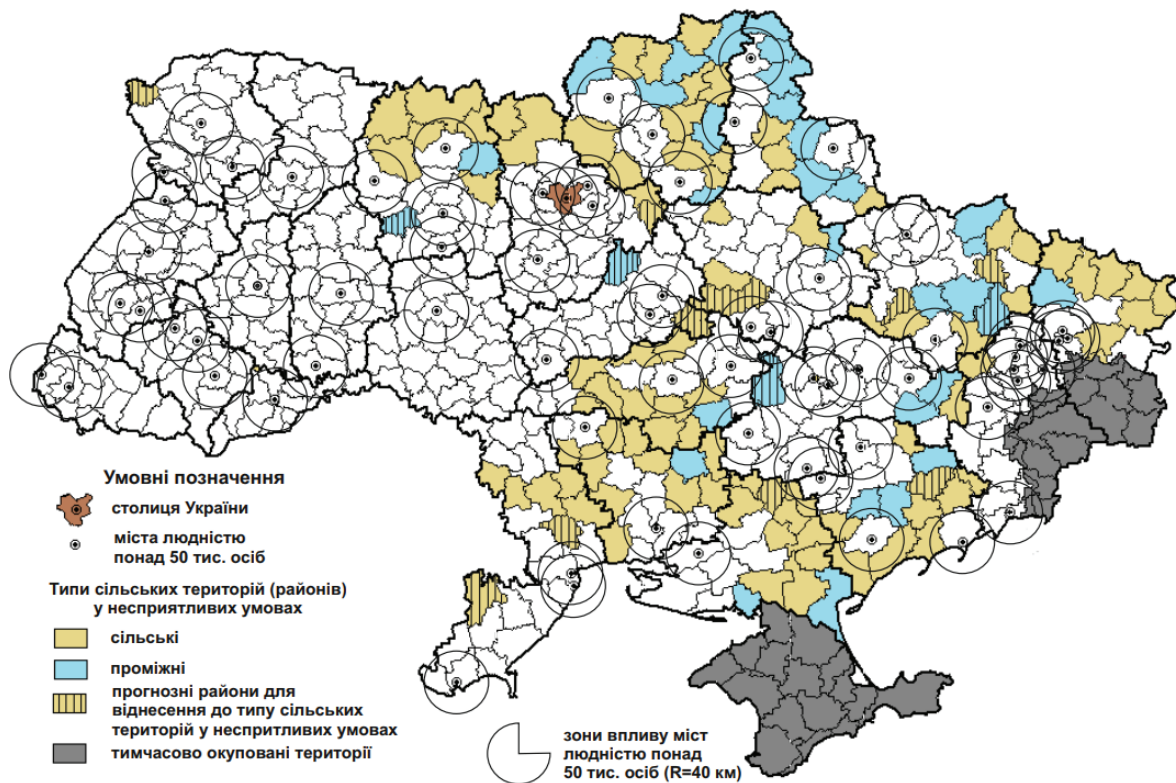 Умовні позначення
столиця України
міста людністю
понад 50 тис. осіб
Типи сільських територій (районів)
у несприятливих умовах
сільські
проміжні
прогнозні райони для
віднесення до типу сільських
територій у неспритливих умовах
тимчасово окуповані території
зони впливу міст
людністю понад
50 тис. осіб (R=40 км)